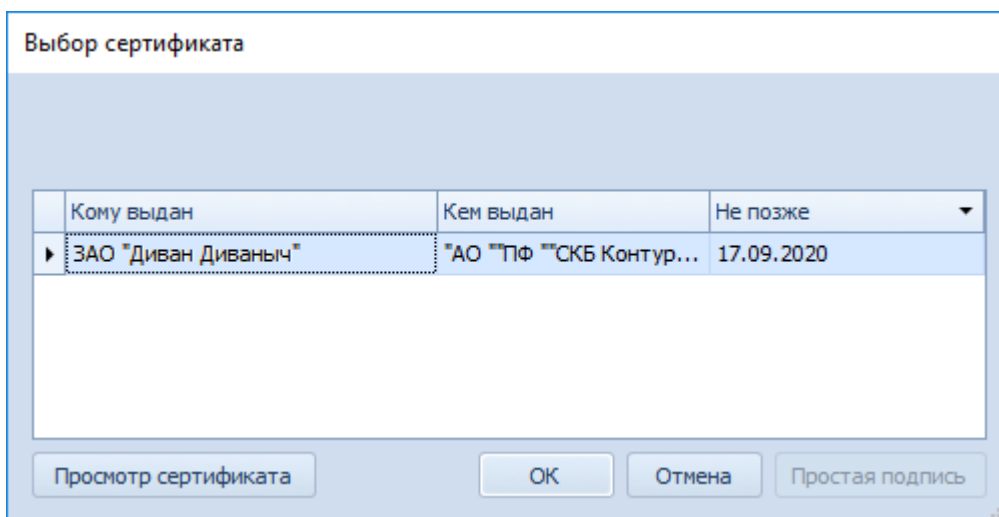 Выбор сертификата
Кому выдан Кем выдан Не позже
ЗАО "Диван Диваныч" "АО ""ПФ ""СКБ Контур... 17.09.2020
Просмотр сертификата ОК Отмена Простая подпись